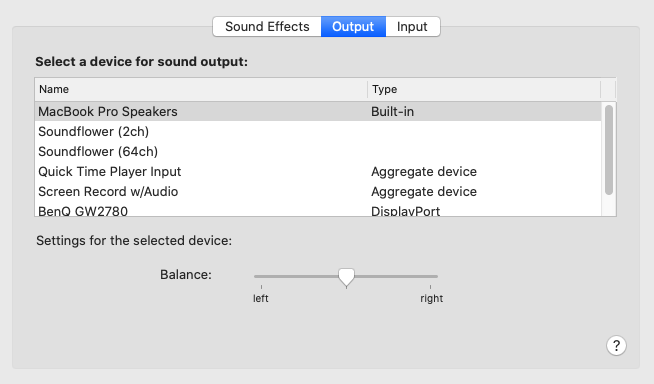 Sound Effects Output Input
Select a device for sound output:
Name Type
MacBook Pro Speakers Built-in
Soundflower (2ch)
Soundflower (64ch)
Quick Time Player Input Aggregate device
Screen Record w/Audio Aggregate device
BenQ GW2780 DisplayPort
Settings for the selected device:
Balance:
left right
?